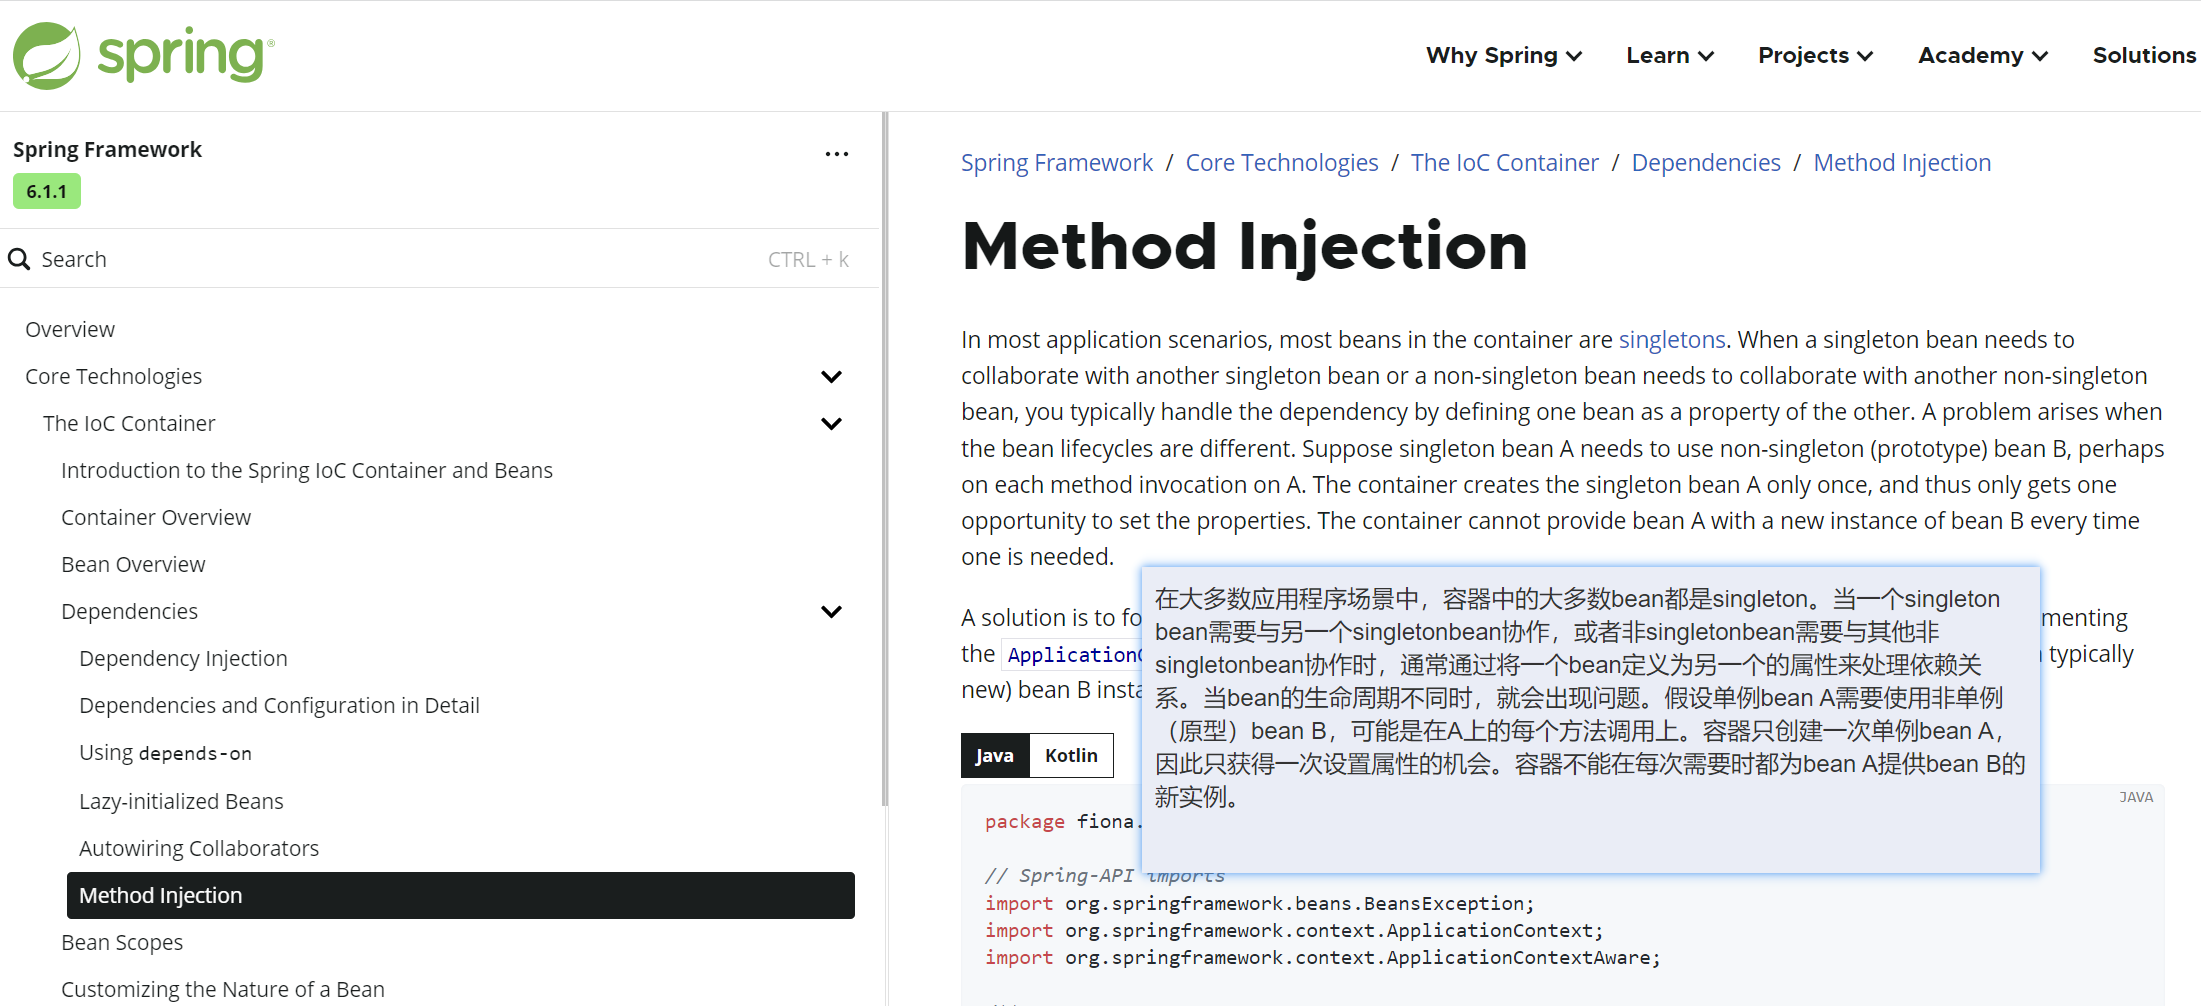 spring
Why Spring
Learn
Projects
Academy
Solutions
Spring Framework
6.1.1
Search
CTRL + k
Overview
Core Technologies
The IoC Container
Introduction to the Spring IoC Container and Beans
Container Overview
Bean Overview
Dependencies
Dependency Injection
Dependencies and Configuration in Detail
Using depends-on
Lazy-initialized Beans
Autowiring Collaborators
Method Injection
Bean Scopes
Customizing the Nature of a Bean
Spring Framework / Core Technologies / The IoC Container / Dependencies / Method Injection
Method Injection
In most application scenarios, most beans in the container are singletons. When a singleton bean needs to
collaborate with another singleton bean or a non-singleton bean needs to collaborate with another non-singleton
bean, you typically handle the dependency by defining one bean as a property of the other. A problem arises when
the bean lifecycles are different. Suppose singleton bean A needs to use non-singleton (prototype) bean B, perhaps
on each method invocation on A. The container creates the singleton bean A only once, and thus only gets one
opportunity to set the properties. The container cannot provide bean A with a new instance of bean B every time
one is needed.
A solution is to
the
typically
new) bean B
在大多数应用程序场景中，容器中的大多数bean都是singleton。当一个singleton
bean需要与另一个singletonbean协作，或者非singletonbean需要与其他非
singletonbean协作时，通常通过将一个bean定义为另一个的属性来处理依赖关
系。当bean的生命周期不同时，就会出现问题。假设单例bean A需要使用非单例
（原型）bean B，可能是在A上的每个方法调用上。容器只创建一次单例bean A，
因此只获得一次设置属性的机会。容器不能在每次需要时都为bean A提供bean B的
新实例。
Java
Kotlin
JAVA
package fiona.
// Spring-API imports
import org.springframework.beans.BeansException;
import org.springframework.context.ApplicationContext;
import org.springframework.context.ApplicationContextAware;